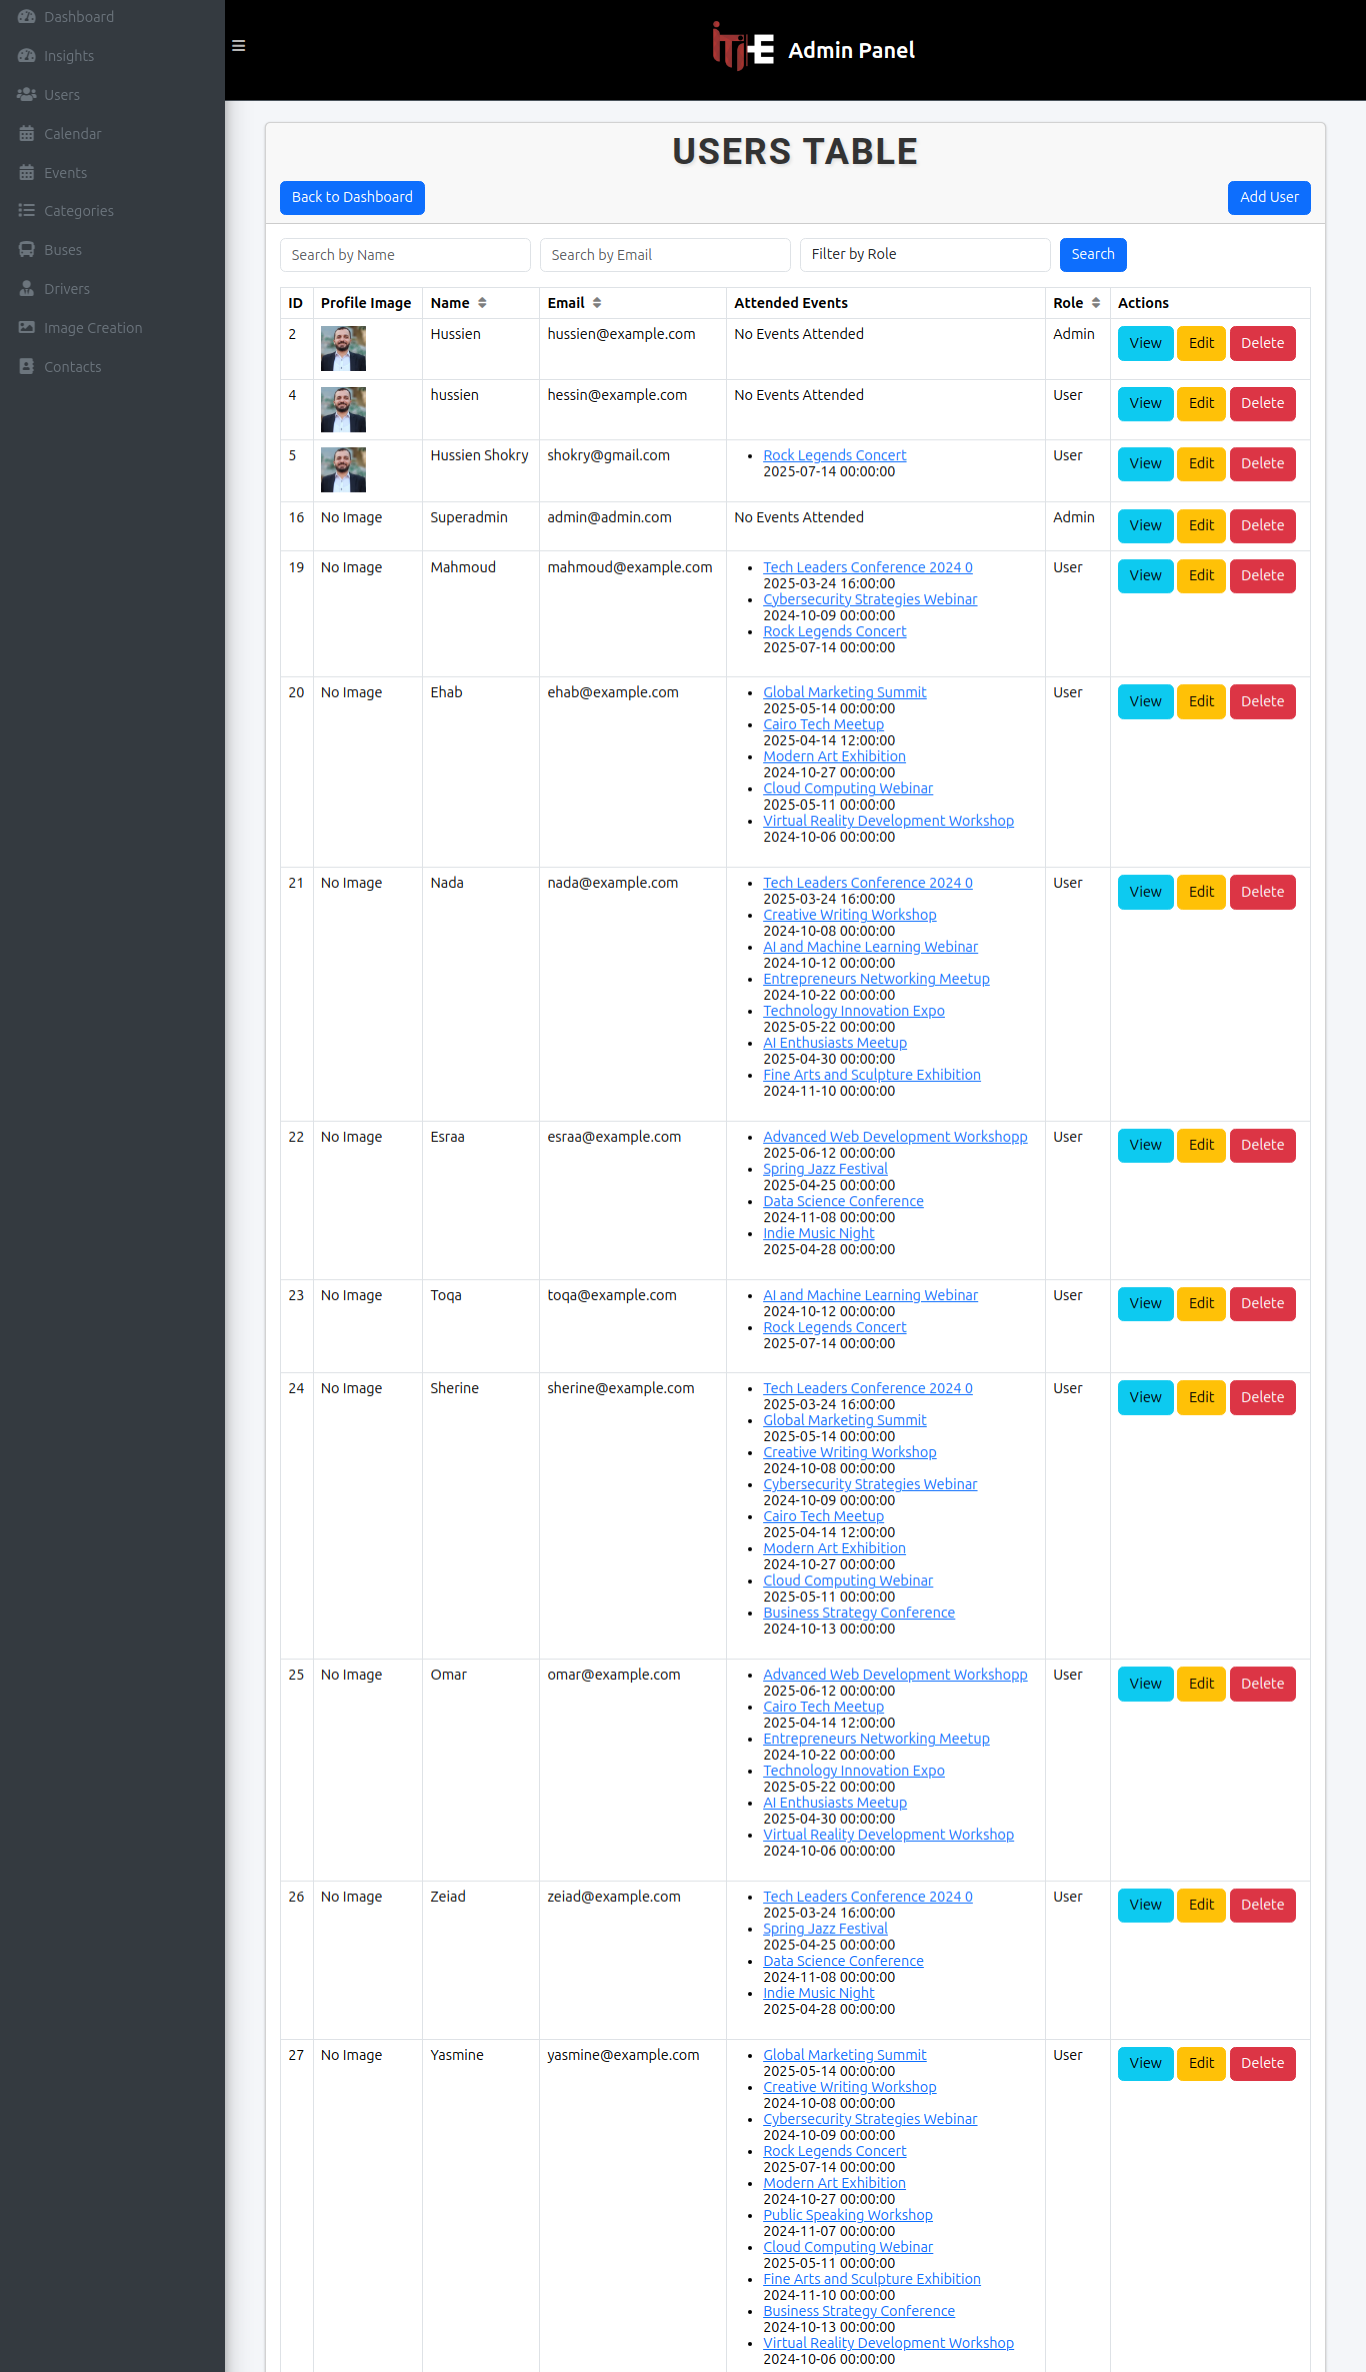 Dashboard
Insights
Users
Calendar
Events
Categories
Buses
Drivers
Image Creation
Contacts
iTi-E Admin Panel
USERS TABLE
Back to Dashboard Add User
Search by Name Search by Email Filter by Role Search
ID Profile Image Name Email Attended Events Role Actions
2 Hussien hussien@example.com No Events Attended Admin View Edit Delete
4 hussien hessin@example.com No Events Attended User View Edit Delete
5 Hussien Shokry shokry@gmail.com Rock Legends Concert User View Edit Delete
2025-07-14 00:00:00
16 No Image Superadmin admin@admin.com No Events Attended Admin View Edit Delete
19 No Image Mahmoud mahmoud@example.com Tech Leaders Conference 2024 0 User View Edit Delete
2025-03-24 16:00:00
Cybersecurity Strategies Webinar
2024-10-09 00:00:00
Rock Legends Concert
2025-07-14 00:00:00
20 No Image Ehab ehab@example.com Global Marketing Summit User View Edit Delete
2025-05-14 00:00:00
Cairo Tech Meetup
2025-04-14 12:00:00
Modern Art Exhibition
2024-10-27 00:00:00
Cloud Computing Webinar
2025-05-11 00:00:00
Virtual Reality Development Workshop
2024-10-06 00:00:00
21 No Image Nada nada@example.com Tech Leaders Conference 2024 0 User View Edit Delete
2025-03-24 16:00:00
Creative Writing Workshop
2024-10-08 00:00:00
AI and Machine Learning Webinar
2024-10-12 00:00:00
Entrepreneurs Networking Meetup
2024-10-22 00:00:00
Technology Innovation Expo
2025-05-22 00:00:00
AI Enthusiasts Meetup
2025-04-30 00:00:00
Fine Arts and Sculpture Exhibition
2024-11-10 00:00:00
22 No Image Esraa esraa@example.com Advanced Web Development Workshopp User View Edit Delete
2025-06-12 00:00:00
Spring Jazz Festival
2025-04-25 00:00:00
Data Science Conference
2024-11-08 00:00:00
Indie Music Night
2025-04-28 00:00:00
23 No Image Toqa toqa@example.com AI and Machine Learning Webinar User View Edit Delete
2024-10-12 00:00:00
Rock Legends Concert
2025-07-14 00:00:00
24 No Image Sherine sherine@example.com Tech Leaders Conference 2024 0 User View Edit Delete
2025-03-24 16:00:00
Global Marketing Summit
2025-05-14 00:00:00
Creative Writing Workshop
2024-10-08 00:00:00
Cybersecurity Strategies Webinar
2024-10-09 00:00:00
Cairo Tech Meetup
2025-04-14 12:00:00
Modern Art Exhibition
2024-10-27 00:00:00
Cloud Computing Webinar
2025-05-11 00:00:00
Business Strategy Conference
2024-10-13 00:00:00
25 No Image Omar omar@example.com Advanced Web Development Workshopp User View Edit Delete
2025-06-12 00:00:00
Cairo Tech Meetup
2025-04-14 12:00:00
Entrepreneurs Networking Meetup
2024-10-22 00:00:00
Technology Innovation Expo
2025-05-22 00:00:00
AI Enthusiasts Meetup
2025-04-30 00:00:00
Virtual Reality Development Workshop
2024-10-06 00:00:00
26 No Image Zeiad zeiad@example.com Tech Leaders Conference 2024 0 User View Edit Delete
2025-03-24 16:00:00
Spring Jazz Festival
2025-04-25 00:00:00
Data Science Conference
2024-11-08 00:00:00
Indie Music Night
2025-04-28 00:00:00
27 No Image Yasmine yasmine@example.com Global Marketing Summit User View Edit Delete
2025-05-14 00:00:00
Creative Writing Workshop
2024-10-08 00:00:00
Cybersecurity Strategies Webinar
2024-10-09 00:00:00
Rock Legends Concert
2025-07-14 00:00:00
Modern Art Exhibition
2024-10-27 00:00:00
Public Speaking Workshop
2024-11-07 00:00:00
Cloud Computing Webinar
2025-05-11 00:00:00
Fine Arts and Sculpture Exhibition
2024-11-10 00:00:00
Business Strategy Conference
2024-10-13 00:00:00
Virtual Reality Development Workshop
2024-10-06 00:00:00